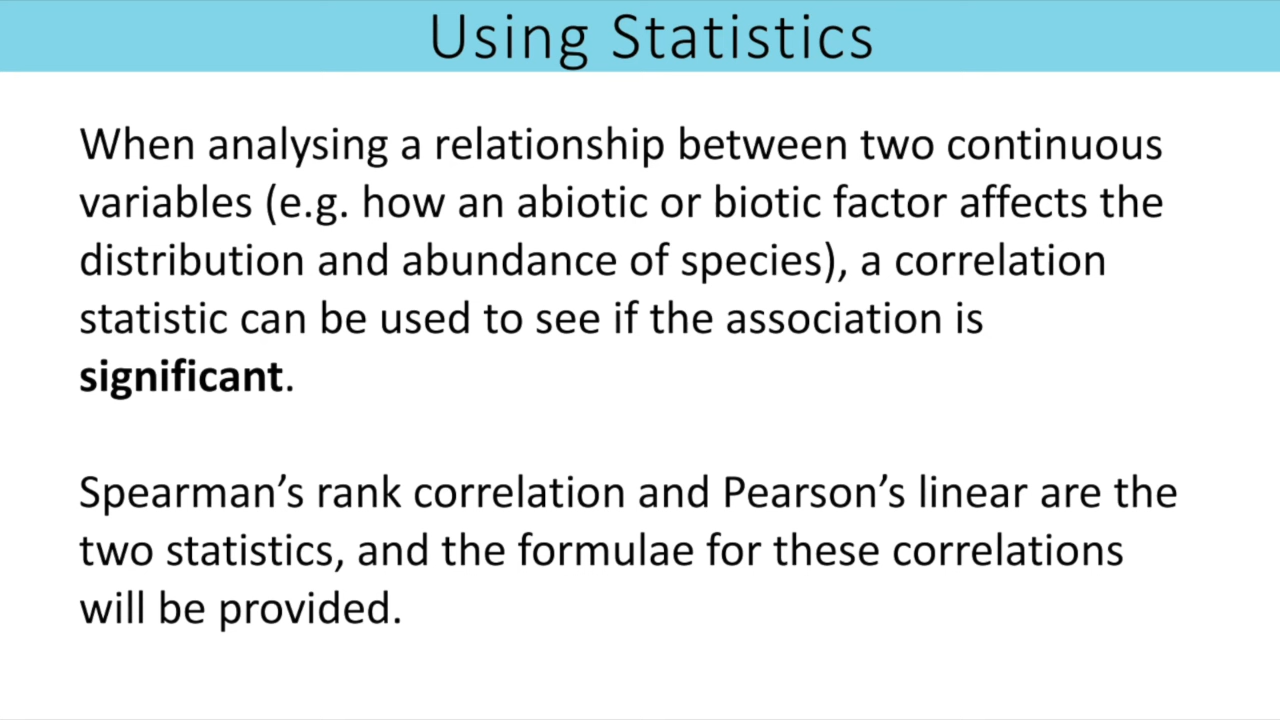 Using Statistics
When analysing a relationship between two continuous
variables (e.g. how an abiotic or biotic factor affects the
distribution and abundance of species), a correlation
statistic can be used to see if the association is
significant.
Spearman’s rank correlation and Pearson’s linear are the
two statistics, and the formulae for these correlations
will be provided.